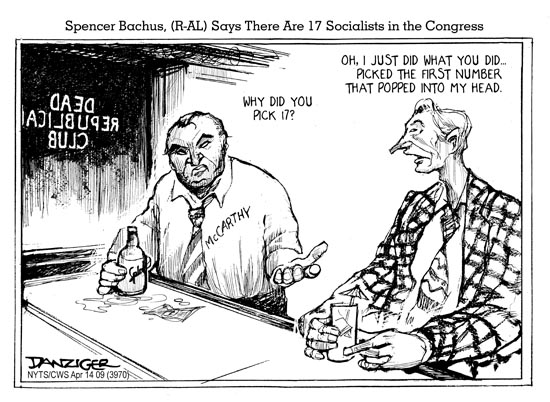 Spencer Bachus, (R-AL) Says There Are 17 Socialists in the Congress
OH, I JUST DID WHAT YOU DID...
PICKED THE FIRST NUMBER
THAT POPPED INTO MY HEAD.
WHY DID YOU
PICK 17?
DEAD
REPUBLICA
CLUB
McCARTHY
DANZIGER
NYTS/CWS Apr 14 09 (3970)